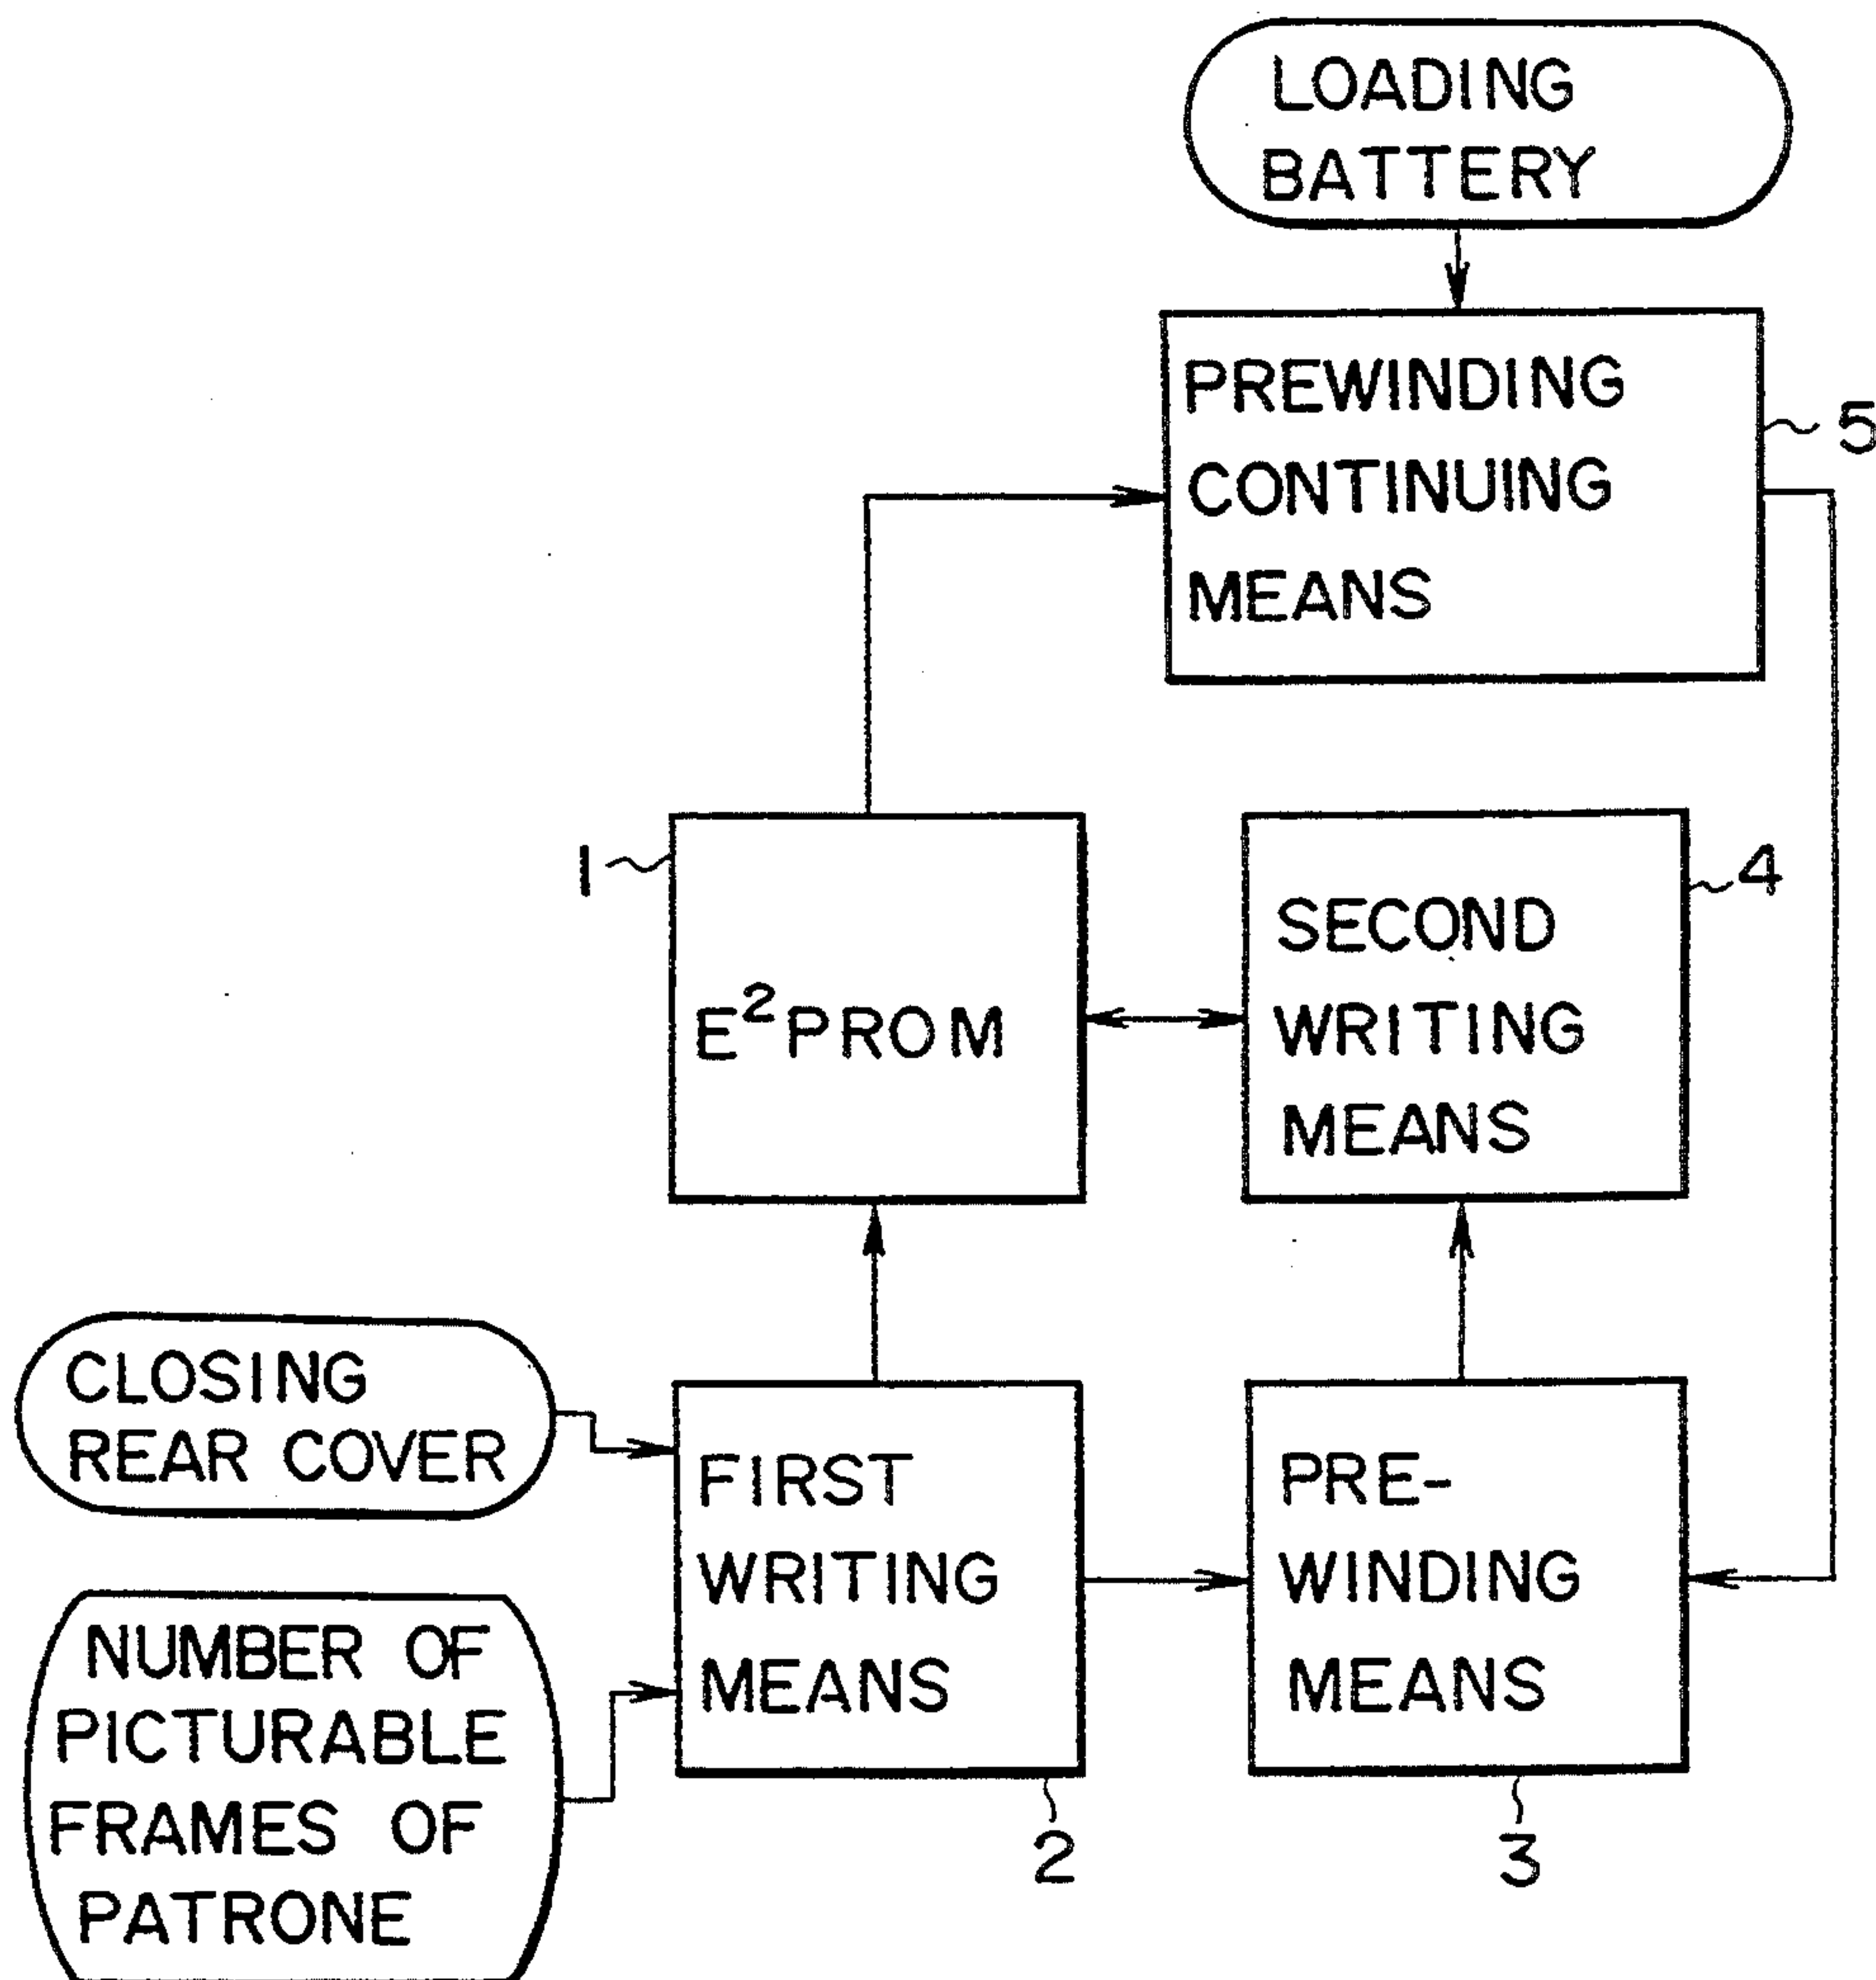 LOADING
BATTERY
PREWINDING
CONTINUING
MEANS
5
1
E²PROM
SECOND
WRITING
MEANS
4
CLOSING
REAR COVER
NUMBER OF
PICTURABLE
FRAMES OF
PATRONE
FIRST
WRITING
MEANS
2
PRE-
WINDING
MEANS
3